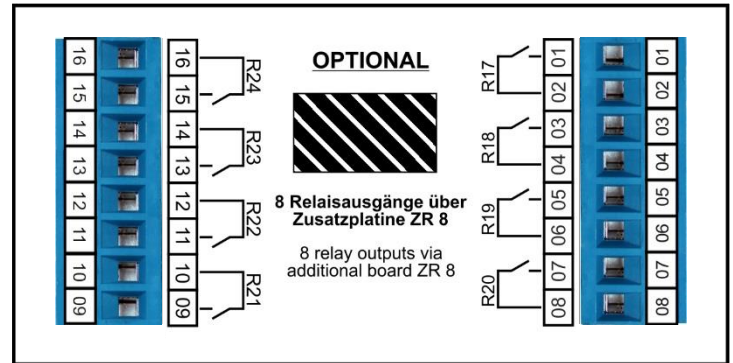 OPTIONAL
8 Relaisausgänge über
Zusatzplatine ZR 8
8 relay outputs via
additional board ZR 8
16
15
14
13
12
11
10
09
16
15
14
13
12
11
10
09
R24
R23
R22
R21
R17
R18
R19
R20
01
02
03
04
05
06
07
08
01
02
03
04
05
06
07
08